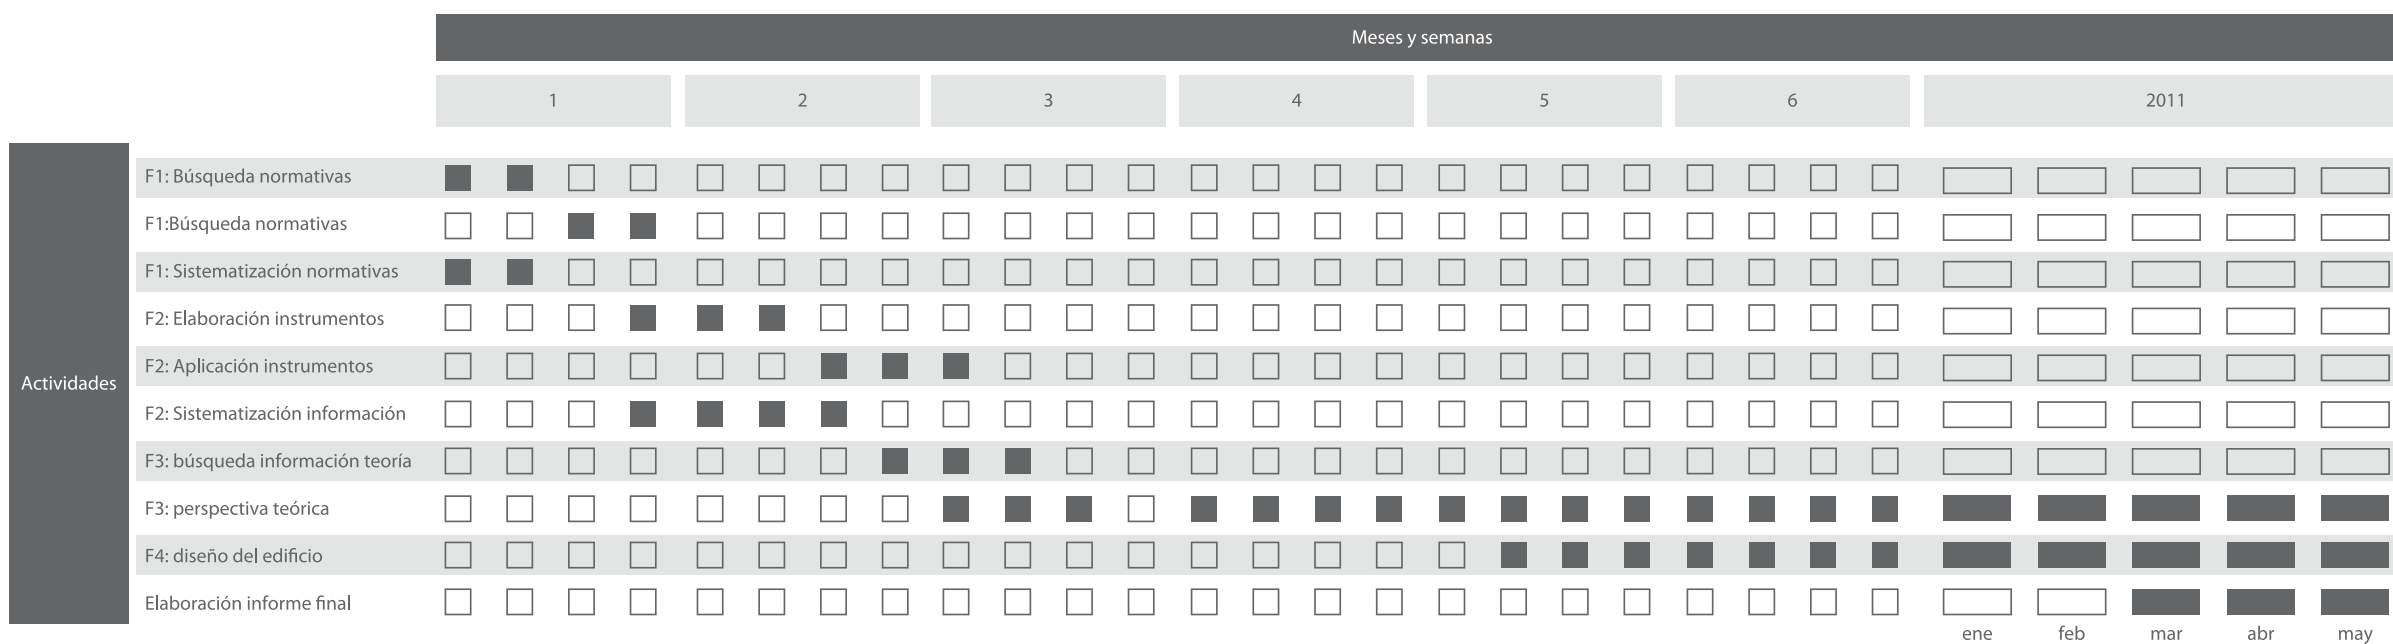 Meses y semanas
1 2 3 4 5 6 2011
Actividades
F1: Búsqueda normativas
F1:Búsqueda normativas
F1: Sistematización normativas
F2: Elaboración instrumentos
F2: Aplicación instrumentos
F2: Sistematización información
F3: búsqueda información teoría
F3: perspectiva teórica
F4: diseño del edificio
Elaboración informe final
ene feb mar abr may